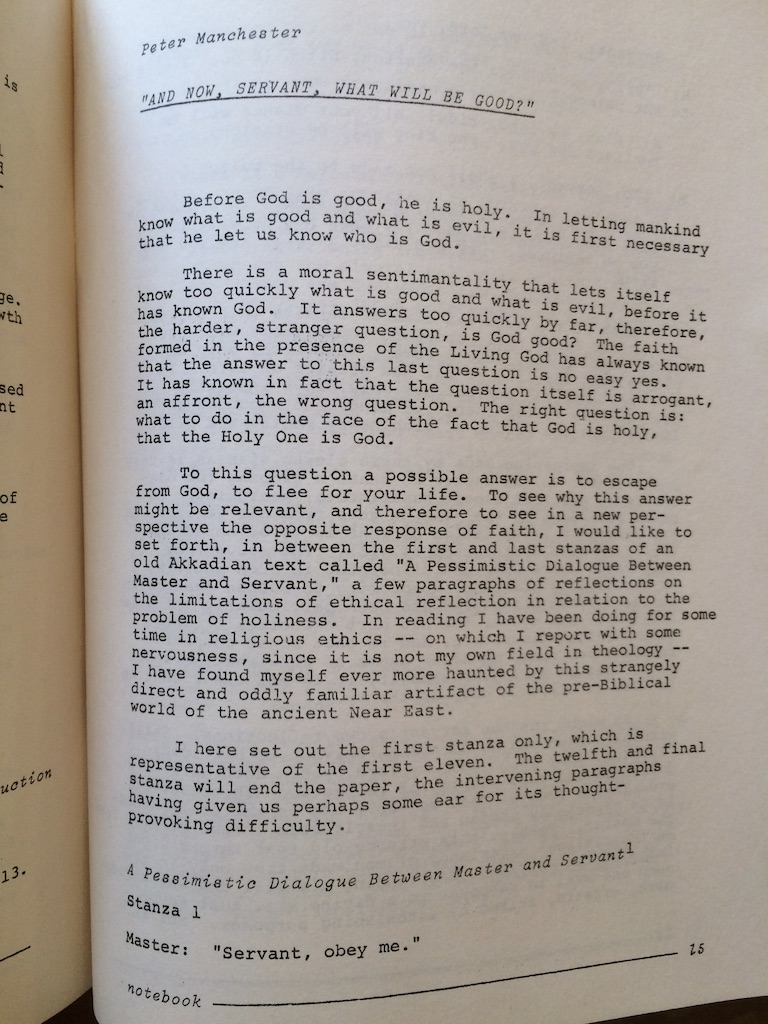 Peter Manchester
"AND NOW, SERVANT, WHAT WILL BE GOOD?"
Before God is good, he is holy. In letting mankind
know what is good and what is evil, it is first necessary
that he let us know who is God.
There is a moral sentimantality that lets itself
know too quickly what is good and what is evil, before it
has known God. It answers too quickly by far, therefore,
the harder, stranger question, is God good? The faith
formed in the presence of the Living God has always known
that the answer to this last question is no easy yes.
It has known in fact that the question itself is arrogant,
an affront, the wrong question. The right question is:
what to do in the face of the fact that God is holy,
that the Holy One is God.
To this question a possible answer is to escape
from God, to flee for your life. To see why this answer
might be relevant, and therefore to see in a new per-
spective the opposite response of faith, I would like to
set forth, in between the first and last stanzas of an
old Akkadian text called "A Pessimistic Dialogue Between
Master and Servant," a few paragraphs of reflections on
the limitations of ethical reflection in relation to the
problem of holiness. In reading I have been doing for some
time in religious ethics -- on which I report with some
nervousness, since it is not my own field in theology --
I have found myself ever more haunted by this strangely
direct and oddly familiar artifact of the pre-Biblical
world of the ancient Near East.
I here set out the first stanza only, which is
representative of the first eleven. The twelfth and final
stanza will end the paper, the intervening paragraphs
having given us perhaps some ear for its thought-
provoking difficulty.
A Pessimistic Dialogue Between Master and Servant1
Stanza 1
Master: "Servant, obey me."
notebook 15